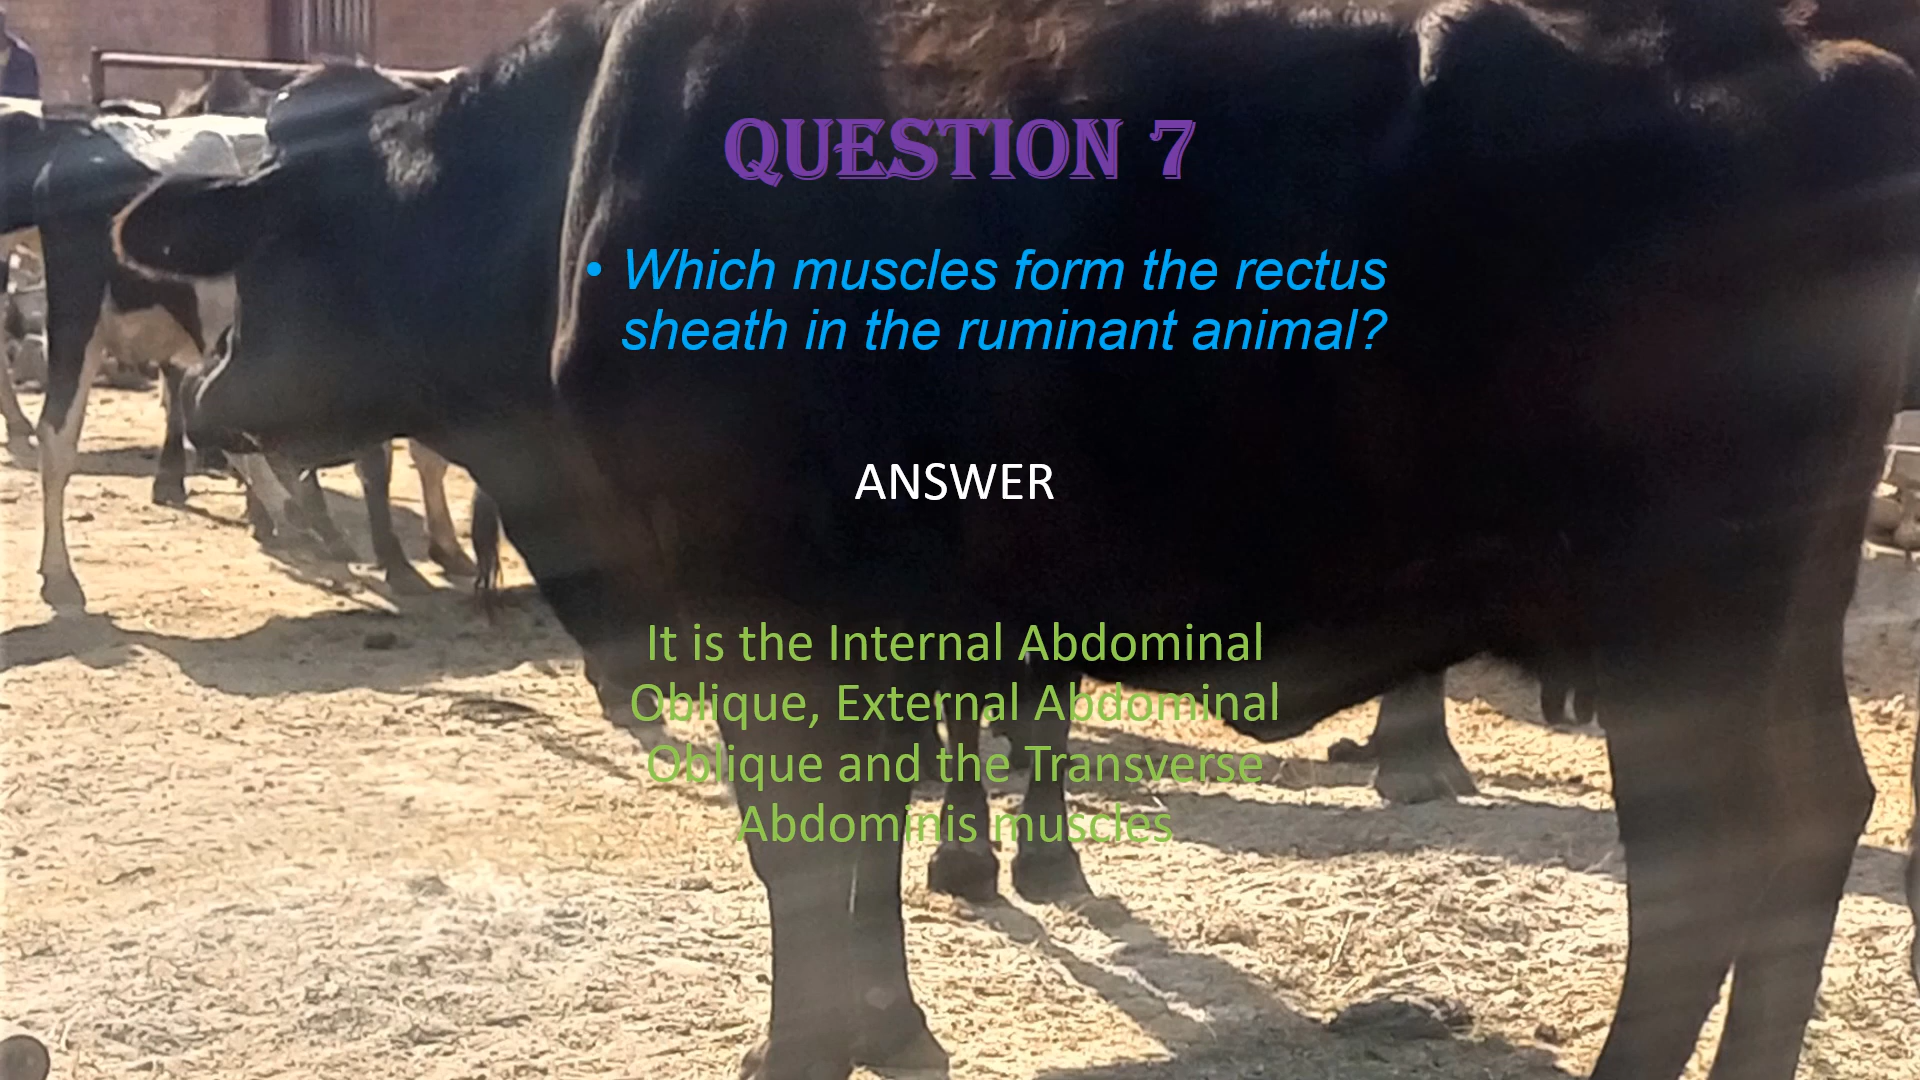 QUESTION 7
• Which muscles form the rectus
sheath in the ruminant animal?
ANSWER
It is the Internal Abdominal
Oblique, External Abdominal
Oblique and the Transverse
Abdominis muscles